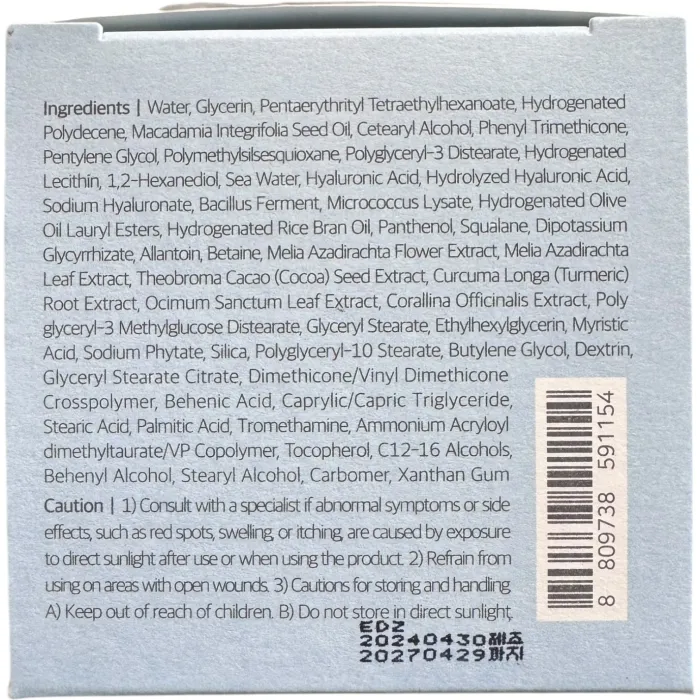 Ingredients | Water, Glycerin, Pentaerythrityl Tetraethylhexanoate, Hydrogenated
Polydecene, Macadamia Integrifolia Seed Oil, Cetearyl Alcohol, Phenyl Trimethicone,
Pentylene Glycol, Polymethylsilsesquioxane, Polyglyceryl-3 Distearate, Hydrogenated
Lecithin, 1,2-Hexanediol, Sea Water, Hyaluronic Acid, Hydrolyzed Hyaluronic Acid,
Sodium Hyaluronate, Bacillus Ferment, Micrococcus Lysate, Hydrogenated Olive
Oil Lauryl Esters, Hydrogenated Rice Bran Oil, Panthenol, Squalane, Dipotassium
Glycyrrhizate, Allantoin, Betaine, Melia Azadirachta Flower Extract, Melia Azadirachta
Leaf Extract, Theobroma Cacao (Cocoa) Seed Extract, Curcuma Longa (Turmeric)
Root Extract, Ocimum Sanctum Leaf Extract, Corallina Officinalis Extract, Poly
glyceryl-3 Methylglucose Distearate, Glyceryl Stearate, Ethylhexylglycerin, Myristic
Acid, Sodium Phytate, Silica, Polyglyceryl-10 Stearate, Butylene Glycol, Dextrin,
Glyceryl Stearate Citrate, Dimethicone/Vinyl Dimethicone
Crosspolymer, Behenic Acid, Caprylic/Capric Triglyceride,
Stearic Acid, Palmitic Acid, Tromethamine, Ammonium Acryloyl
dimethyltaurate/VP Copolymer, Tocopherol, C12-16 Alcohols,
Behenyl Alcohol, Stearyl Alcohol, Carbomer, Xanthan Gum
Caution | 1) Consult with a specialist if abnormal symptoms or side
effects, such as red spots, swelling, or itching, are caused by exposure
to direct sunlight after use or when using the product. 2) Refrain from
using on areas with open wounds. 3) Cautions for storing and handling
A) Keep out of reach of children. B) Do not store in direct sunlight.
EDZ
20240430제조
20270429까지
8 809738 591154